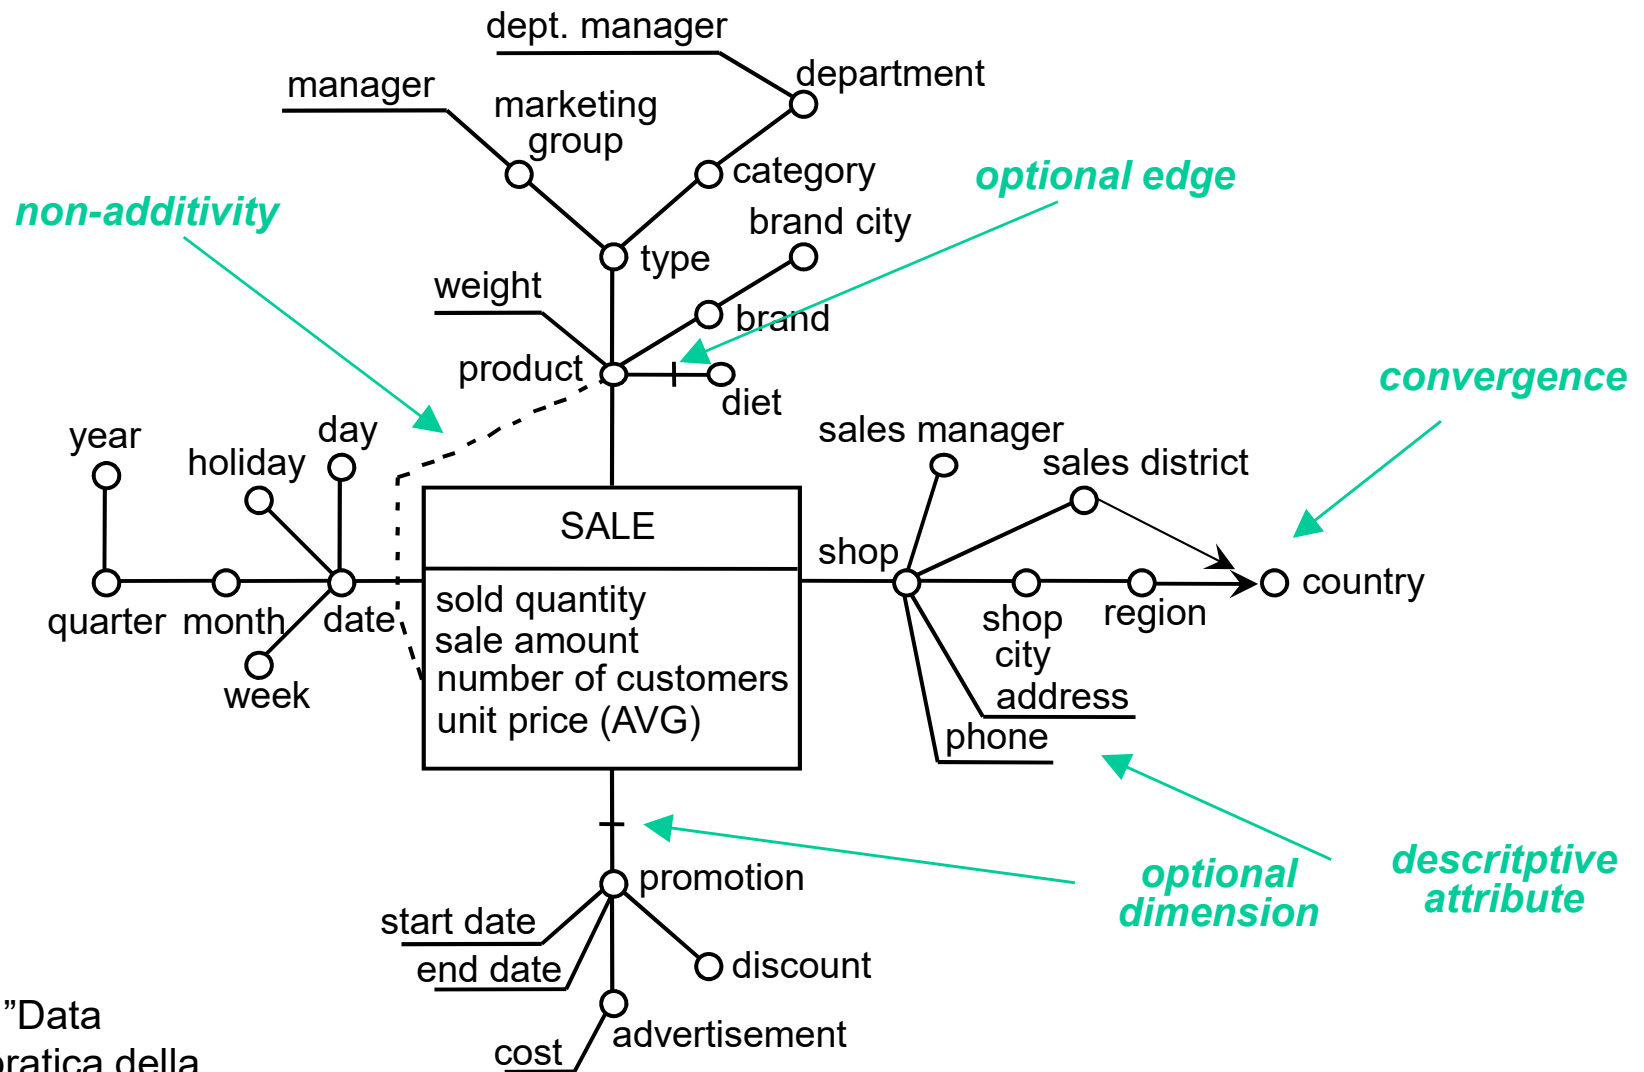 dept. manager
manager
department
marketing
group
category
optional edge
non-additivity
brand city
type
weight
brand
product
diet
convergence
year
day
holiday
sales manager
sales district
SALE
shop
country
sold quantity
quarter
month
date
shop
city
region
sale amount
number of customers
week
address
unit price (AVG)
phone
optional
dimension
descritptive
attribute
promotion
start date
end date
discount
”Data
pratica della
advertisement
cost